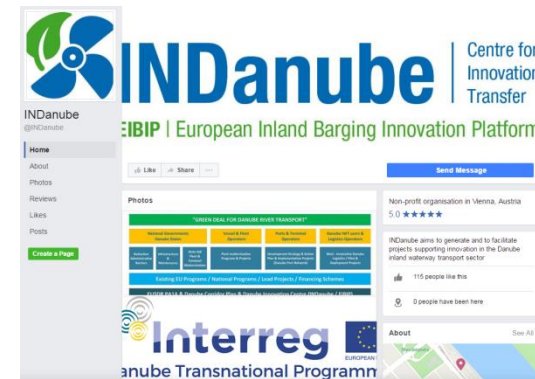 INDanube
Centre for
Innovation
Transfer
EIBIP | European Inland Barging Innovation Platform
INDanube
@INDanube
Home
About
Photos
Reviews
Likes
Posts
Create a Page
Like Share ...
Send Message
Photos
"GREEN DEAL FOR DANUBE RIVER TRANSPORT"
National Governments
Danube States
Vessel & Fleet
Operators
Ports & Terminal
Operators
Danube IWT users &
Logistics Operators
Existing EU Programs / National Programs / Lead Projects / Financing Schemes
Interreg
EUROPEAN
anube Transnational Programm
Non-profit organisation in Vienna, Austria
5.0 ★★★★★
INDanube aims to generate and to facilitate
projects supporting innovation in the Danube
inland waterway transport sector
115 people like this
0 people have been here
About See All